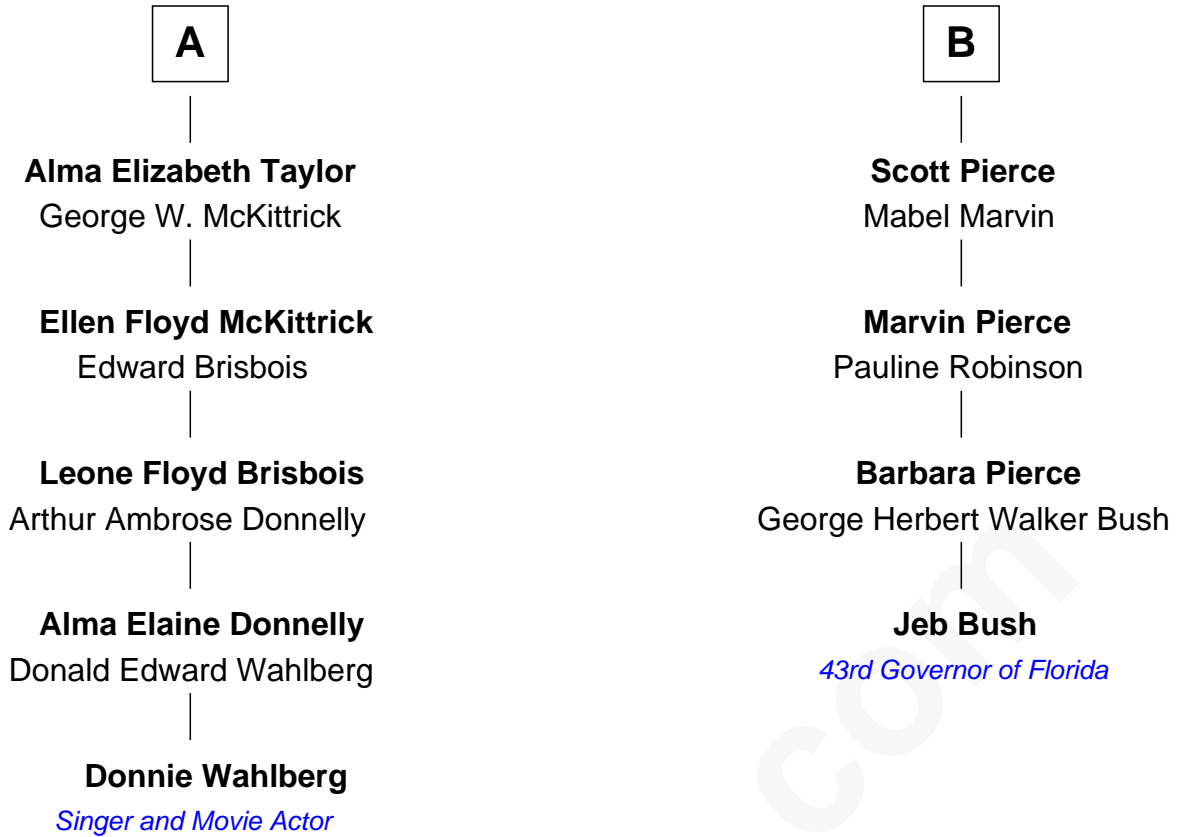 A
Alma Elizabeth Taylor
George W. McKittrick
Ellen Floyd McKittrick
Edward Brisbois
Leone Floyd Brisbois
Arthur Ambrose Donnelly
Alma Elaine Donnelly
Donald Edward Wahlberg
Donnie Wahlberg
Singer and Movie Actor
B
Scott Pierce
Mabel Marvin
Marvin Pierce
Pauline Robinson
Barbara Pierce
George Herbert Walker Bush
Jeb Bush
43rd Governor of Florida
com